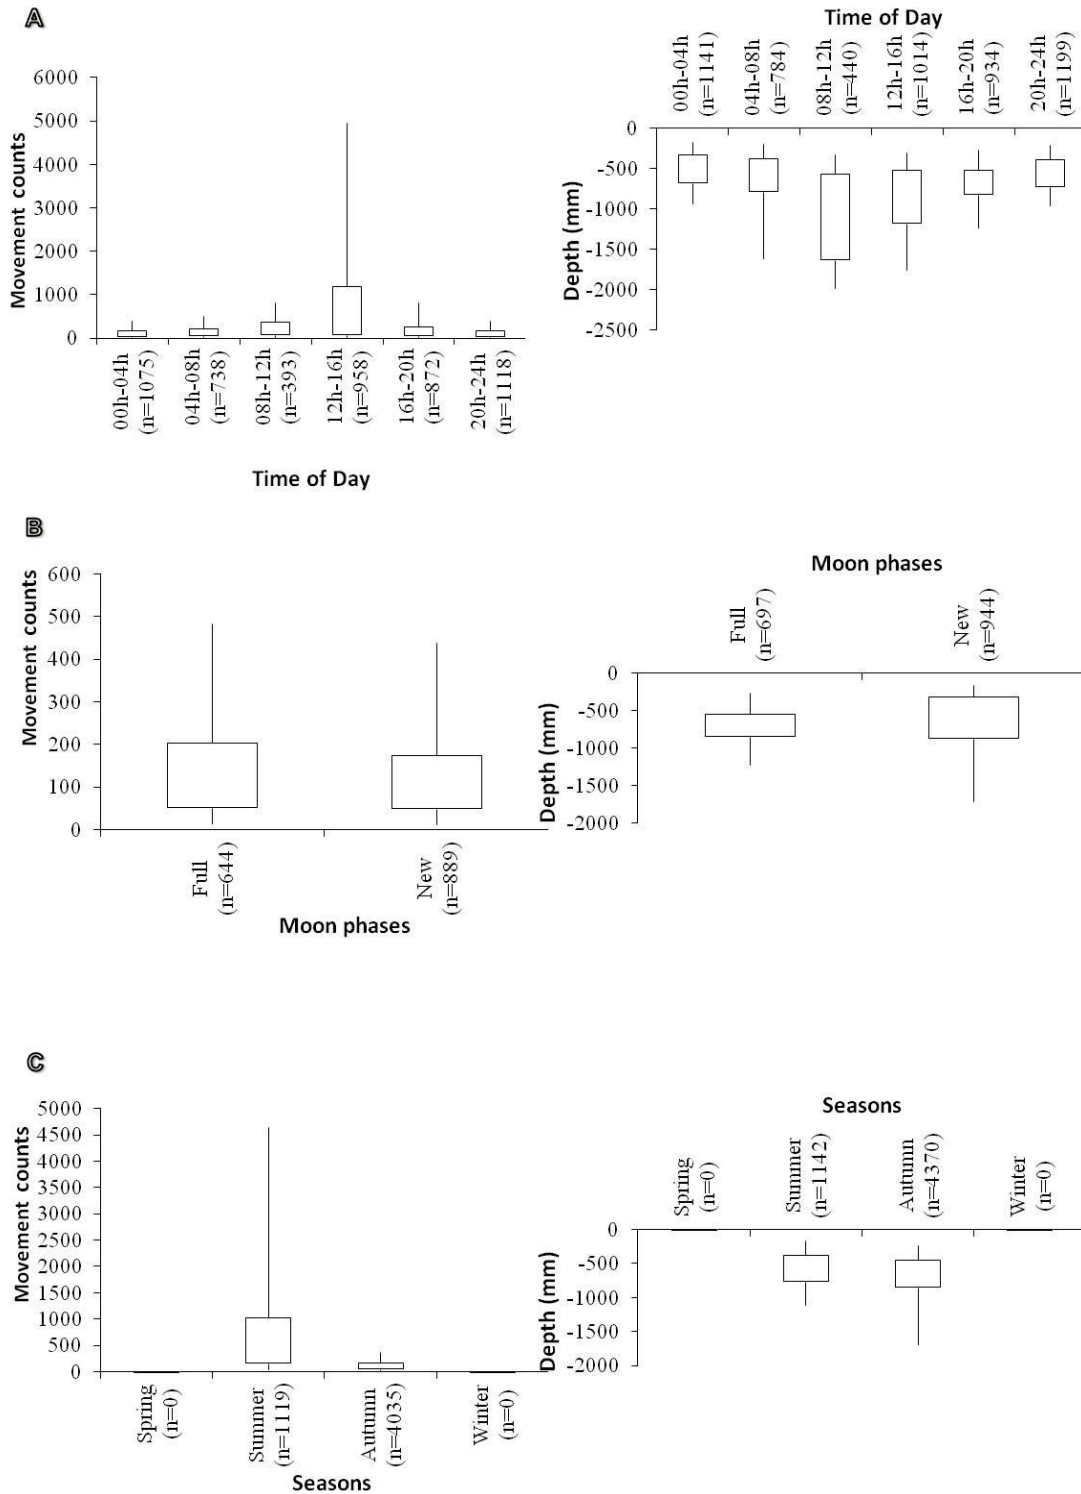 A
Movement counts
6000
5000
4000
3000
2000
1000
0
00h-04h
(n=1075)
04h-08h
(n=738)
08h-12h
(n=393)
12h-16h
(n=958)
16h-20h
(n=872)
20h-24h
(n=1118)
Time of Day
Time of Day
00h-04h
(n=1141)
04h-08h
(n=784)
08h-12h
(n=440)
12h-16h
(n=1014)
16h-20h
(n=934)
20h-24h
(n=1199)
Depth (mm)
0
-500
-1000
-1500
-2000
-2500
B
Movement counts
600
500
400
300
200
100
0
Full
(n=644)
New
(n=889)
Moon phases
Moon phases
Full
(n=697)
New
(n=944)
Depth (mm)
0
-500
-1000
-1500
-2000
C
Movement counts
5000
4500
4000
3500
3000
2500
2000
1500
1000
500
0
Spring
(n=0)
Summer
(n=1119)
Autumn
(n=4035)
Winter
(n=0)
Seasons
Seasons
Spring
(n=0)
Summer
(n=1142)
Autumn
(n=4370)
Winter
(n=0)
Depth (mm)
0
-500
-1000
-1500
-2000